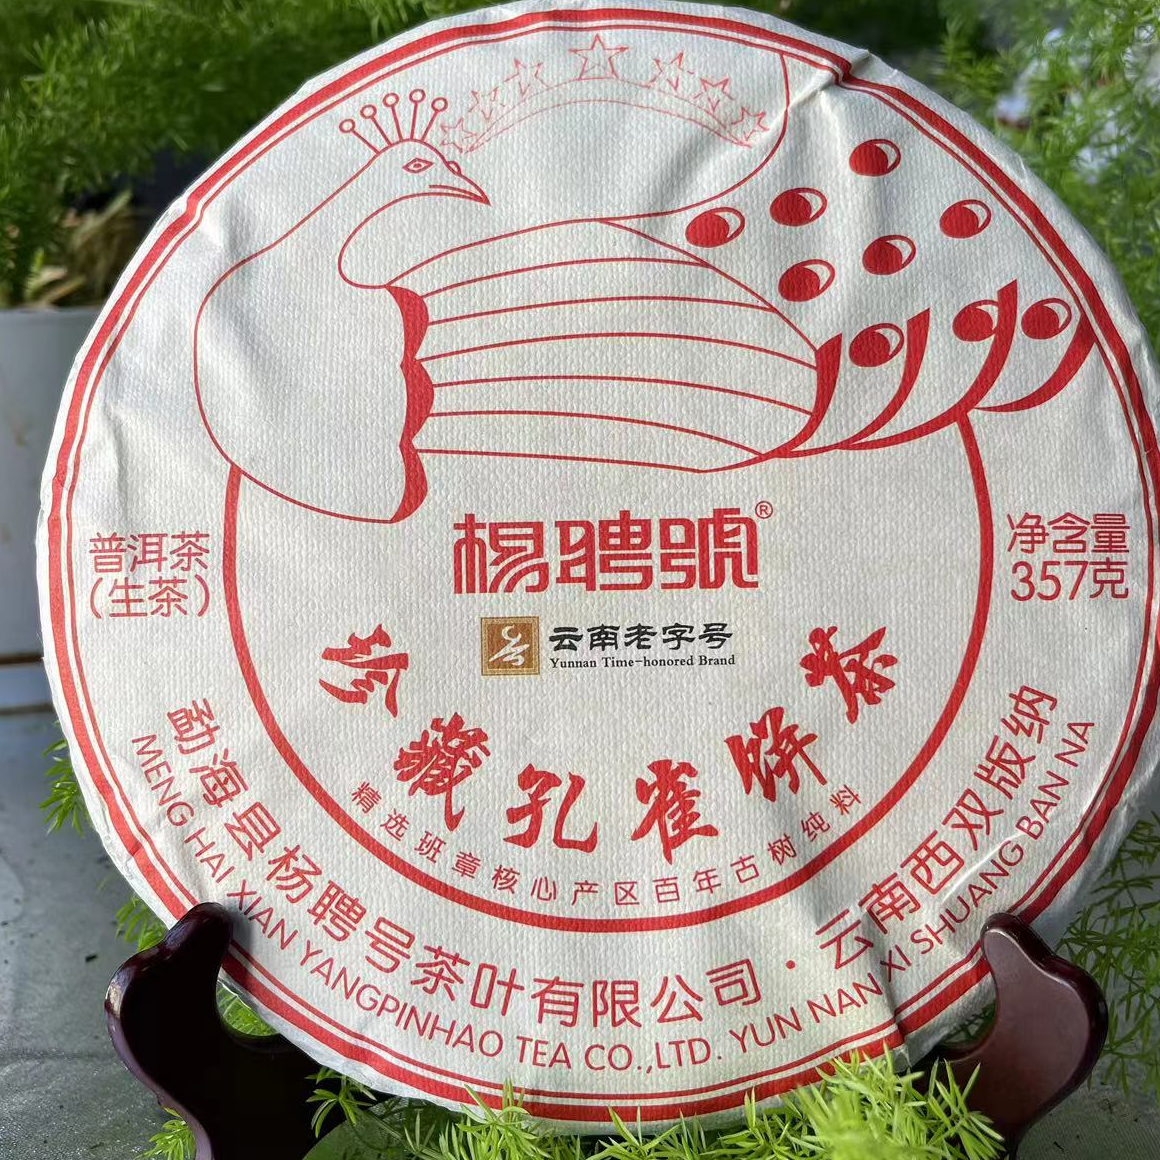 杨聘號®
普洱茶
（生茶）
净含量
357克
云南老字号
Yunnan Time-honored Brand
珍藏孔雀饼茶
精选班章核心产区百年古树纯料
勐海县杨聘号茶叶有限公司·云南西双版纳
MENG HAI XIAN YANGPINHAO TEA CO.,LTD. YUN NAN XI SHUANG BAN NA